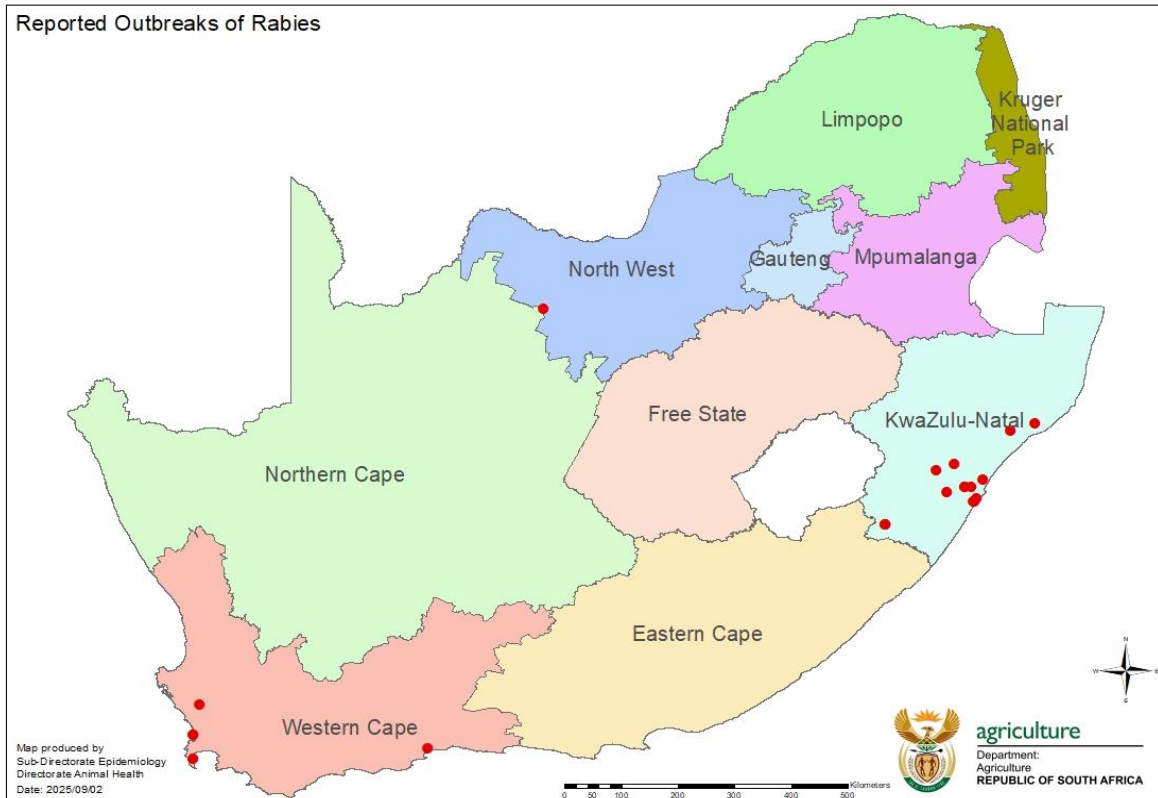 Reported Outbreaks of Rabies
Limpopo
Kruger
National
Park
North West
Gauteng
Mpumalanga
Free State
KwaZulu-Natal
Northern Cape
Eastern Cape
Western Cape
N
W
E
S
Map produced by
Sub-Directorate Epidemiology
Directorate Animal Health
Date: 2025/09/02
Kilometers
0 50 100 200 300 400 500
agriculture
Department:
Agriculture
REPUBLIC OF SOUTH AFRICA